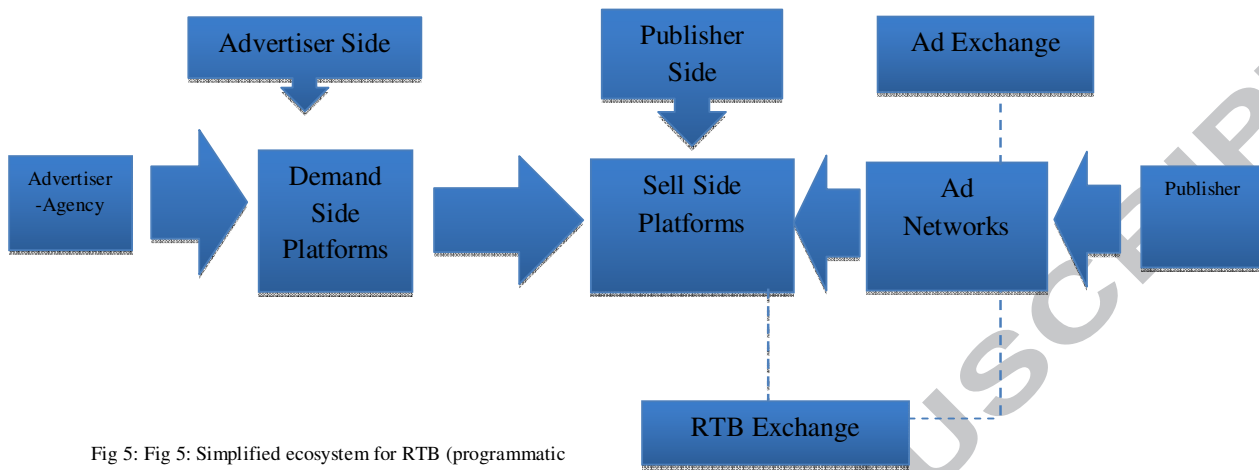 Advertiser Side
Publisher
Side
Ad Exchange
Advertiser
-Agency
Demand
Side
Platforms
Sell Side
Platforms
Ad
Networks
Publisher
RTB Exchange
Fig 5: Fig 5: Simplified ecosystem for RTB (programmatic